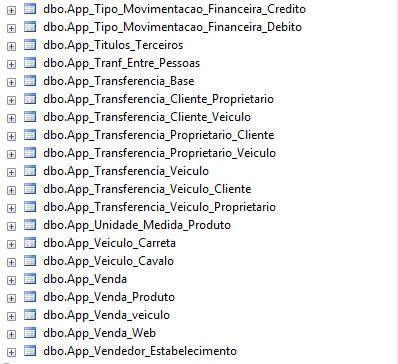 dbo.App_Tipo_Movimentacao_Financeira_Credito
dbo.App_Tipo_Movimentacao_Financeira_Debito
dbo.App_Titulos_Terceiros
dbo.App_Tranf_Entre_Pessoas
dbo.App_Transferencia_Base
dbo.App_Transferencia_Cliente_Proprietario
dbo.App_Transferencia_Cliente_Veiculo
dbo.App_Transferencia_Proprietario_Cliente
dbo.App_Transferencia_Proprietario_Veiculo
dbo.App_Transferencia_Veiculo
dbo.App_Transferencia_Veiculo_Cliente
dbo.App_Transferencia_Veiculo_Proprietario
dbo.App_Unidade_Medida_Produto
dbo.App_Veiculo_Carreta
dbo.App_Veiculo_Cavalo
dbo.App_Venda
dbo.App_Venda_Produto
dbo.App_Venda_veiculo
dbo.App_Venda_Web
dbo.App_Vendedor_Estabelecimento